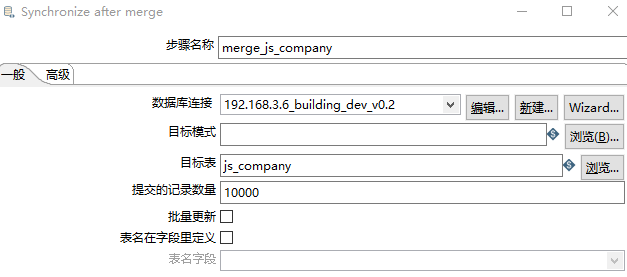 Synchronize after merge
步骤名称 merge_js_company
一般 高级
数据库连接 192.168.3.6_building_dev_v0.2 编辑... 新建... Wizard...
目标模式 浏览(B)...
目标表 js_company 浏览...
提交的记录数量 10000
批量更新
表名在字段里定义
表名字段